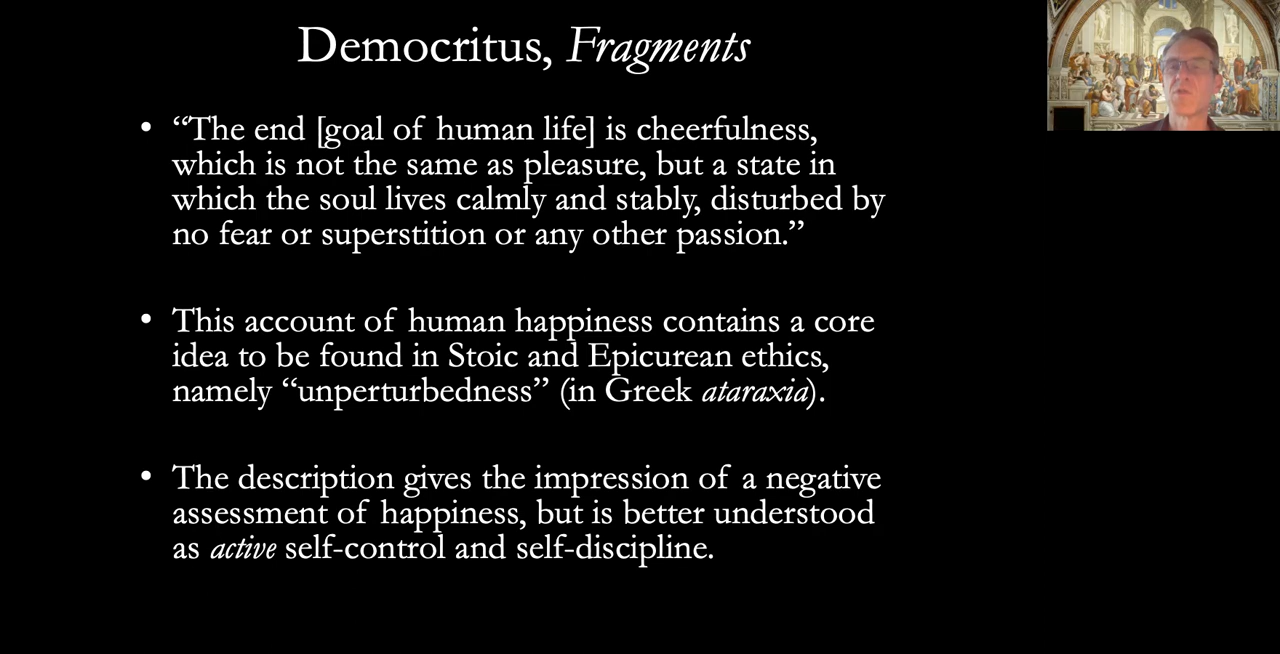 Democritus, Fragments
• “The end [goal of human life] is cheerfulness,
which is not the same as pleasure, but a state in
which the soul lives calmly and stably, disturbed by
no fear or superstition or any other passion.”
• This account of human happiness contains a core
idea to be found in Stoic and Epicurean ethics,
namely “unperturbedness” (in Greek ataraxia).
• The description gives the impression of a negative
assessment of happiness, but is better understood
as active self-control and self-discipline.